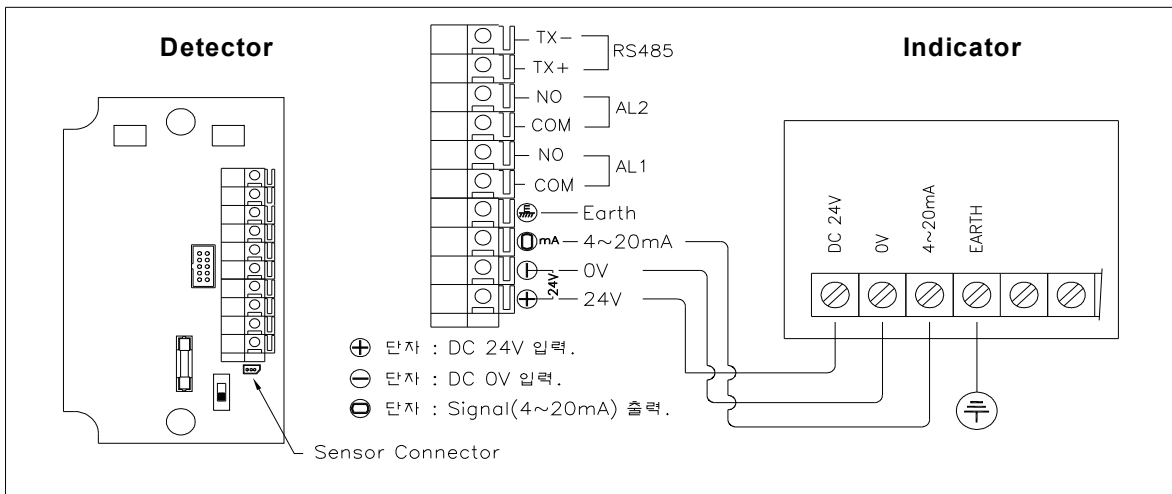 Detector
Indicator
TX-
TX+
RS485
NO
COM
AL2
NO
COM
AL1
E
Earth
mA
4~20mA
0V
24V
24V
DC 24V
0V
4~20mA
EARTH
⊕ 단자 : DC 24V 입력.
⊖ 단자 : DC 0V 입력.
단자 : Signal(4~20mA) 출력.
Sensor Connector